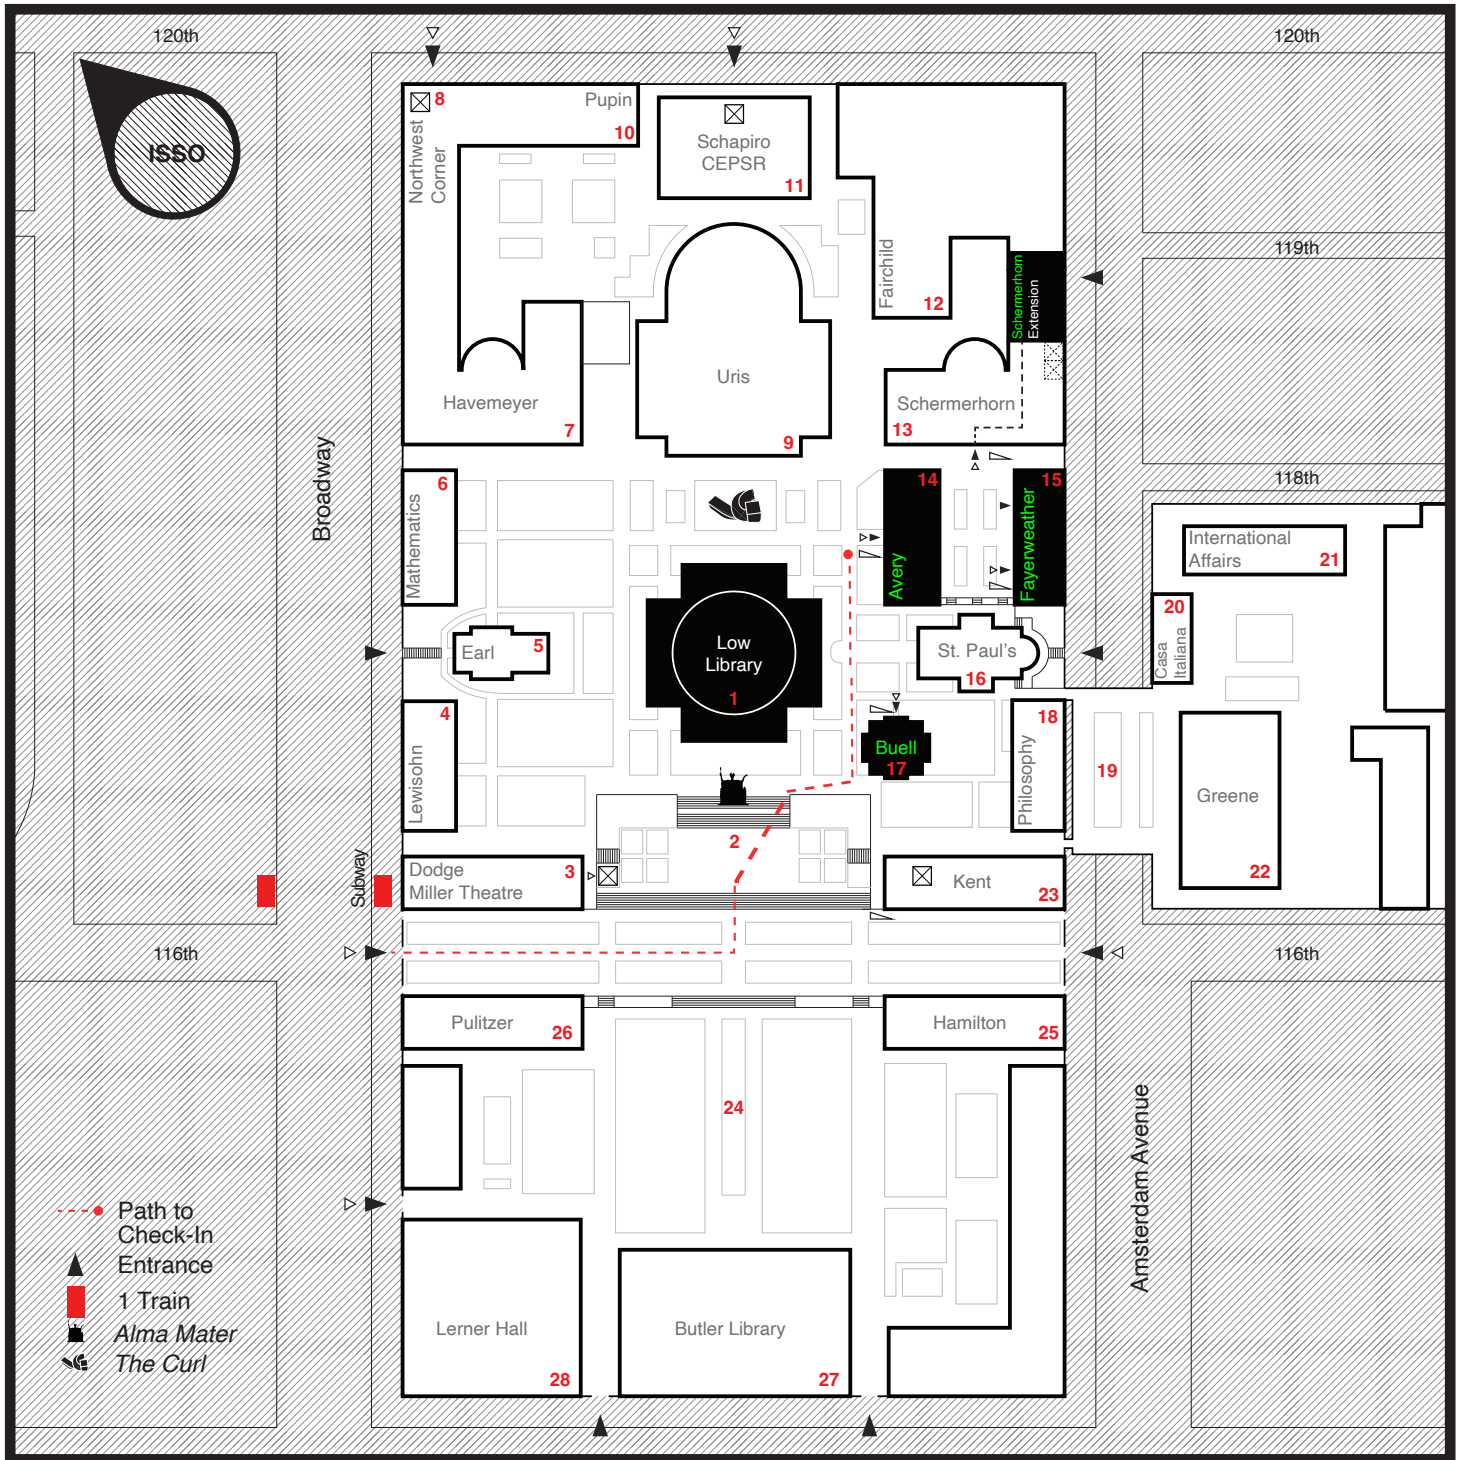 120th
120th
ISSO
8
Pupin
10
Northwest
Corner
Schapiro
CEPSR
11
119th
Fairchild
12
Schermerhorn
Extension
Uris
9
Havemeyer
7
Schermerhorn
13
Broadway
118th
6
Mathematics
14
Avery
15
Fayerweather
International
Affairs
21
20
Casa
Italiana
Earl
5
Low
Library
1
St. Paul's
16
4
Lewisohn
Buell
17
18
Philosophy
19
Greene
22
2
Subway
Dodge
Miller Theatre
3
Kent
23
116th
116th
Pulitzer
26
Hamilton
25
24
Amsterdam Avenue
Path to
Check-In
Entrance
1 Train
Alma Mater
The Curl
Lerner Hall
28
Butler Library
27